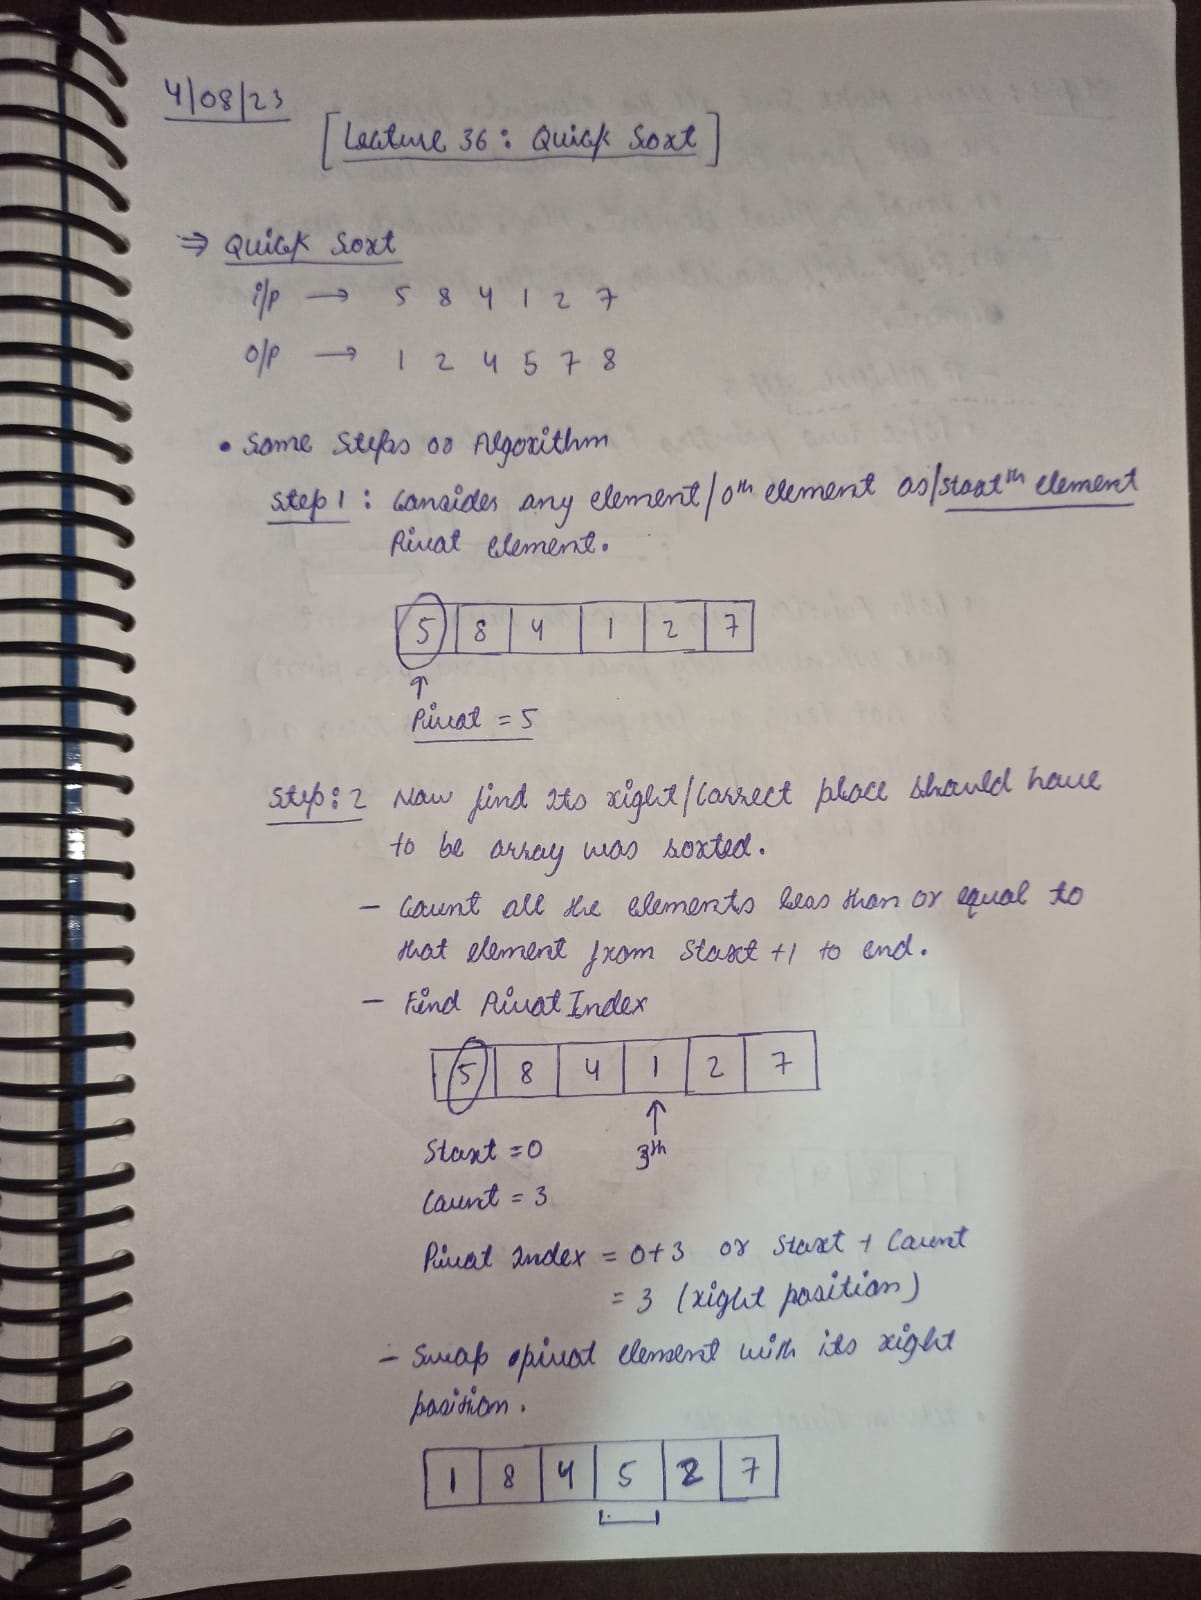 4/08/23
[Lecture 36: Quick Sort]
⇒ Quick Sort
i/p → 5 8 4 1 2 7
o/p → 1 2 4 5 7 8
• Some Steps or Algorithm
Step 1: Consider any element/0th element as/startth element
Pivot element.
5 8 4 1 2 7
↑
Pivot = 5
Step: 2 Now find its right/correct place should have
to be array was sorted.
- Count all the elements less than or equal to
that element from Start +1 to end.
- Find Pivot Index
5 8 4 1 2 7
↑
Start = 0 3th
Count = 3
Pivot Index = 0+3 or Start + Count
= 3 (right position)
- Swap pivot element with its right
position.
1 8 4 5 2 7